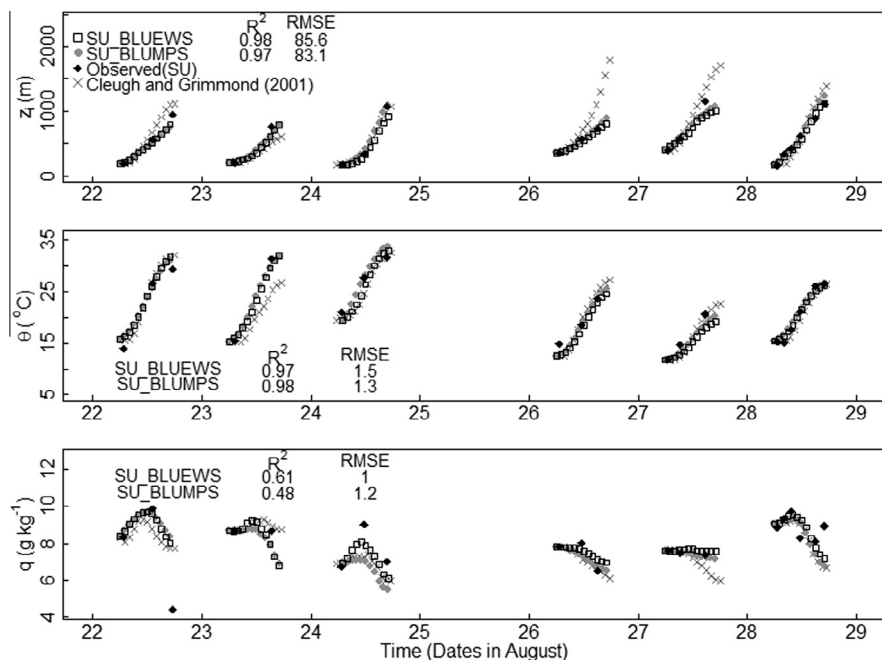 R² RMSE
SU_BLUEWS 0.98 85.6
SU_BLUMPS 0.97 83.1
Observed(SU)
Cleugh and Grimmond (2001)
zᵢ (m)
2000
1000
0
22 23 24 25 26 27 28 29
θ (°C)
35
25
15
5
R² RMSE
SU_BLUEWS 0.97 1.5
SU_BLUMPS 0.98 1.3
22 23 24 25 26 27 28 29
q (g kg⁻¹)
12
10
8
6
4
R² RMSE
SU_BLUEWS 0.61 1
SU_BLUMPS 0.48 1.2
22 23 24 25 26 27 28 29
Time (Dates in August)